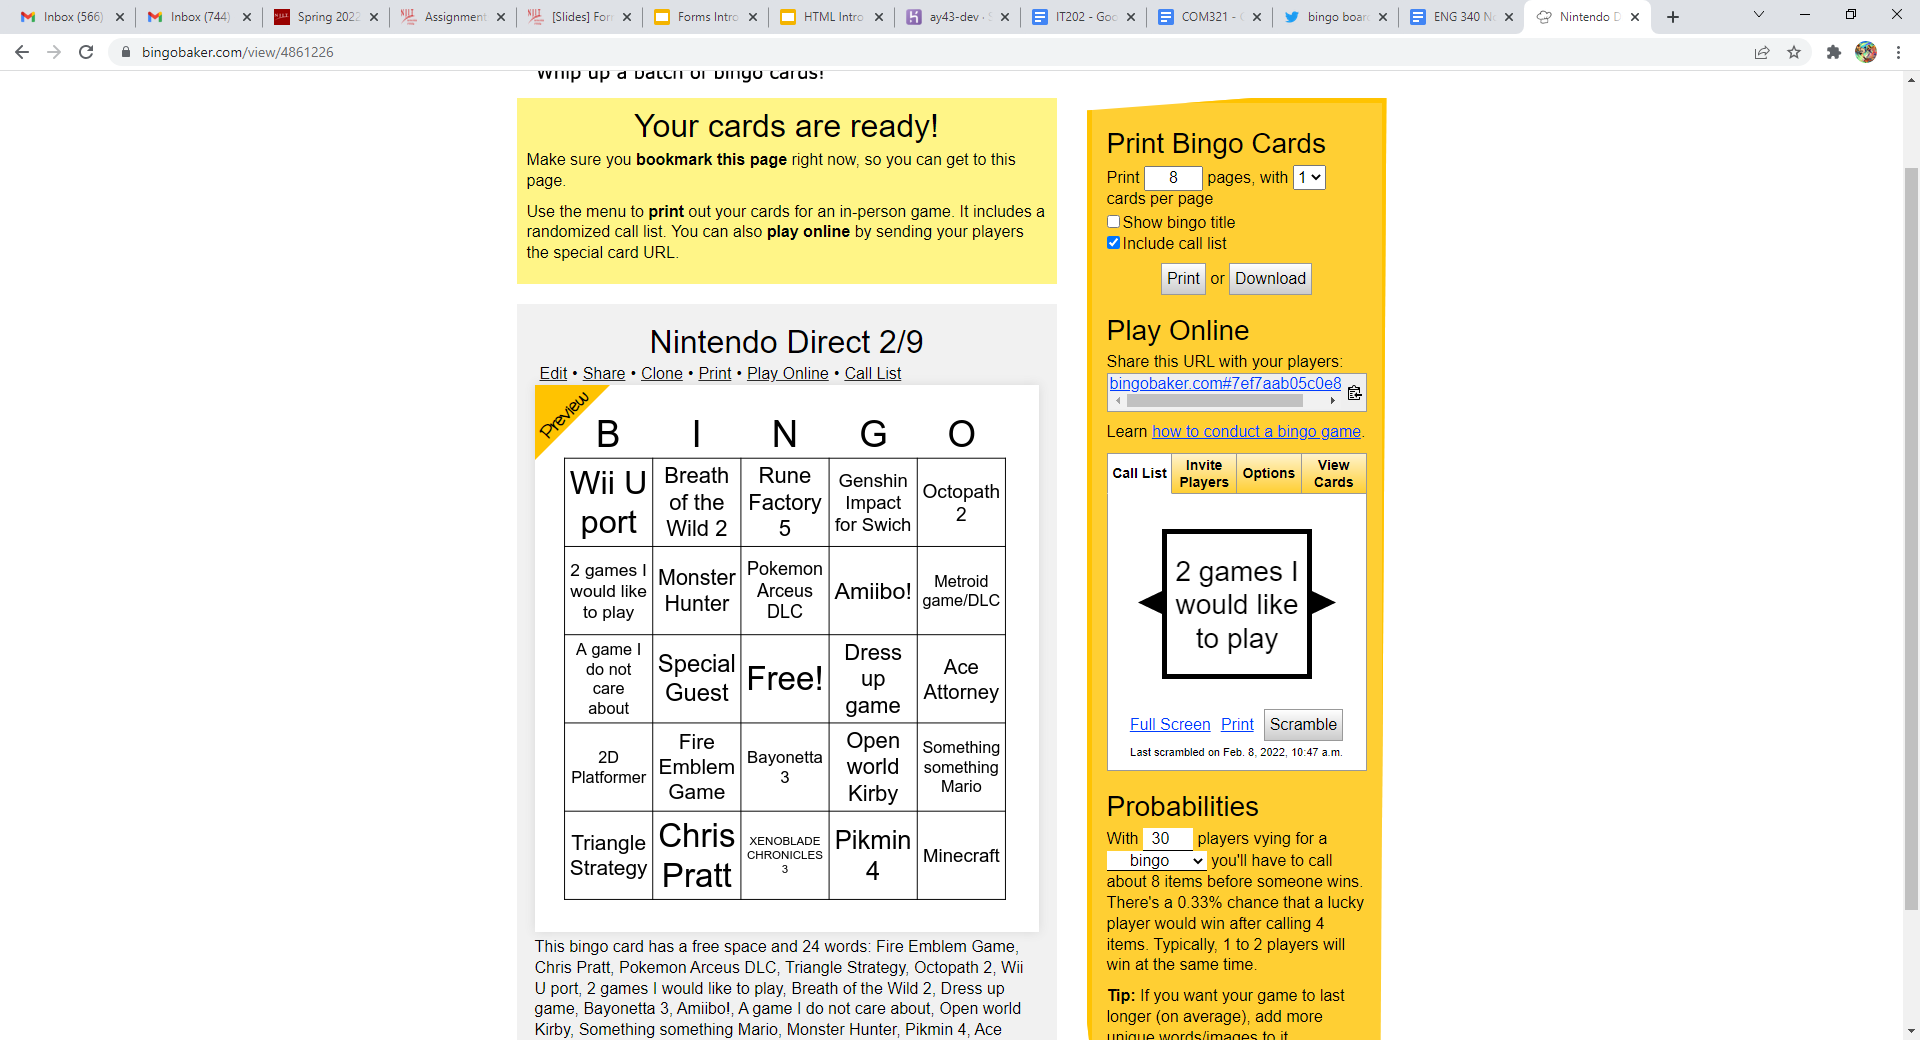 Inbox (566)
Inbox (744)
Spring 2022
Assignment
[Slides] For
Forms Intro
HTML Intro
ay43-dev
IT202 - Goo
COM321 -
bingo boar
ENG 340 N
Nintendo D
bingobaker.com/view/4861226
Whip up a batch of bingo cards!
Your cards are ready!
Make sure you bookmark this page right now, so you can get to this
page.
Use the menu to print out your cards for an in-person game. It includes a
randomized call list. You can also play online by sending your players
the special card URL.
Nintendo Direct 2/9
Edit • Share • Clone • Print • Play Online • Call List
Preview
B I N G O
Wii U
port
Breath
of the
Wild 2
Rune
Factory
5
Genshin
Impact
for Swich
Octopath
2
2 games I
would like
to play
Monster
Hunter
Pokemon
Arceus
DLC
Amiibo!
Metroid
game/DLC
A game I
do not
care
about
Special
Guest
Free!
Dress
up
game
Ace
Attorney
2D
Platformer
Fire
Emblem
Game
Bayonetta
3
Open
world
Kirby
Something
something
Mario
Triangle
Strategy
Chris
Pratt
XENOBLADE
CHRONICLES
3
Pikmin
4
Minecraft
This bingo card has a free space and 24 words: Fire Emblem Game,
Chris Pratt, Pokemon Arceus DLC, Triangle Strategy, Octopath 2, Wii
U port, 2 games I would like to play, Breath of the Wild 2, Dress up
game, Bayonetta 3, Amiibo!, A game I do not care about, Open world
Kirby, Something something Mario, Monster Hunter, Pikmin 4, Ace
Print Bingo Cards
Print 8 pages, with 1
cards per page
Show bingo title
Include call list
Print or Download
Play Online
Share this URL with your players:
bingobaker.com#7ef7aab05c0e8
Learn how to conduct a bingo game.
Call List
Invite
Players
Options
View
Cards
2 games I
would like
to play
Full Screen Print Scramble
Last scrambled on Feb. 8, 2022, 10:47 a.m.
Probabilities
With 30 players vying for a
bingo you'll have to call
about 8 items before someone wins.
There's a 0.33% chance that a lucky
player would win after calling 4
items. Typically, 1 to 2 players will
win at the same time.
Tip: If you want your game to last
longer (on average), add more
unique words/images to it.